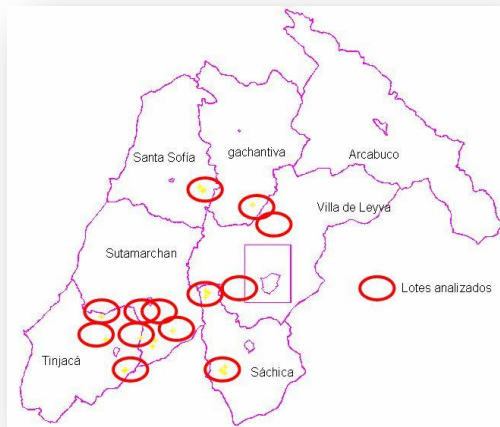 Santa Sofía
gachantiva
Arcabuco
Villa de Leyva
Sutamarchan
Lotes analizados
Tinjacá
Sáchica